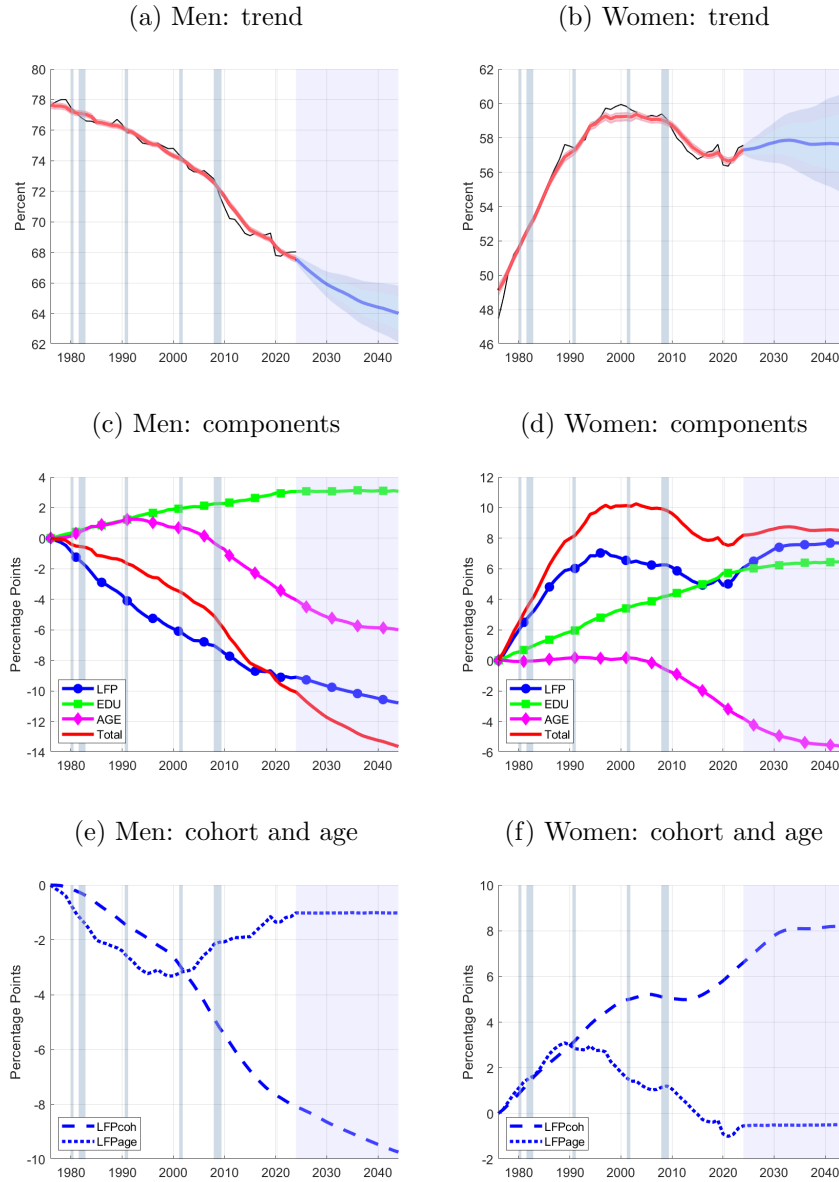 (a) Men: trend
(b) Women: trend
80
78
76
74
72
70
68
66
64
62
Percent
1980 1990 2000 2010 2020 2030 2040
62
60
58
56
54
52
50
48
46
Percent
1980 1990 2000 2010 2020 2030 2040
(c) Men: components
(d) Women: components
4
2
0
-2
-4
-6
-8
-10
-12
-14
Percentage Points
LFP
EDU
AGE
Total
1980 1990 2000 2010 2020 2030 2040
12
10
8
6
4
2
0
-2
-4
-6
Percentage Points
LFP
EDU
AGE
Total
1980 1990 2000 2010 2020 2030 2040
(e) Men: cohort and age
(f) Women: cohort and age
0
-2
-4
-6
-8
-10
Percentage Points
LFPcoh
LFPage
1980 1990 2000 2010 2020 2030 2040
10
8
6
4
2
0
-2
Percentage Points
LFPcoh
LFPage
1980 1990 2000 2010 2020 2030 2040